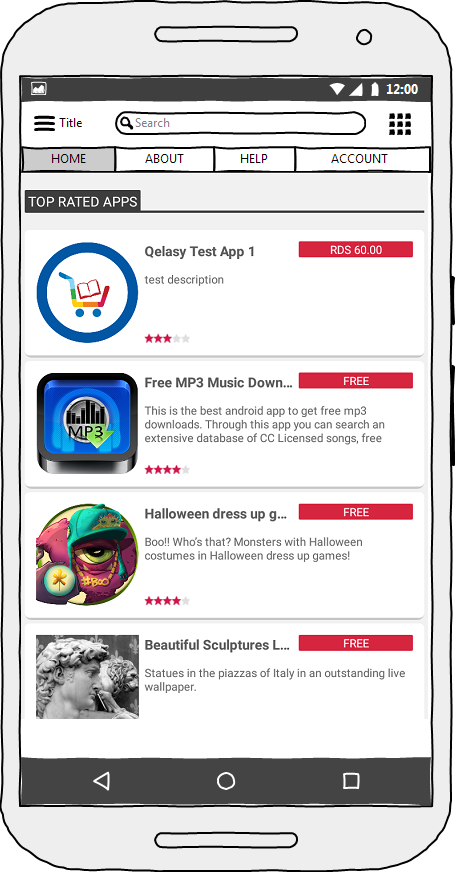 12:00
Title
Search
HOME
ABOUT
HELP
ACCOUNT
TOP RATED APPS
Qelasy Test App 1
RDS 60.00
test description
Free MP3 Music Down...
FREE
This is the best android app to get free mp3
downloads. Through this app you can search an
extensive database of CC Licensed songs, free
MP3
Halloween dress up g...
FREE
Boo!! Who's that? Monsters with Halloween
costumes in Halloween dress up games!
#BOO
Beautiful Sculptures L...
FREE
Statues in the piazzas of Italy in an outstanding live
wallpaper.